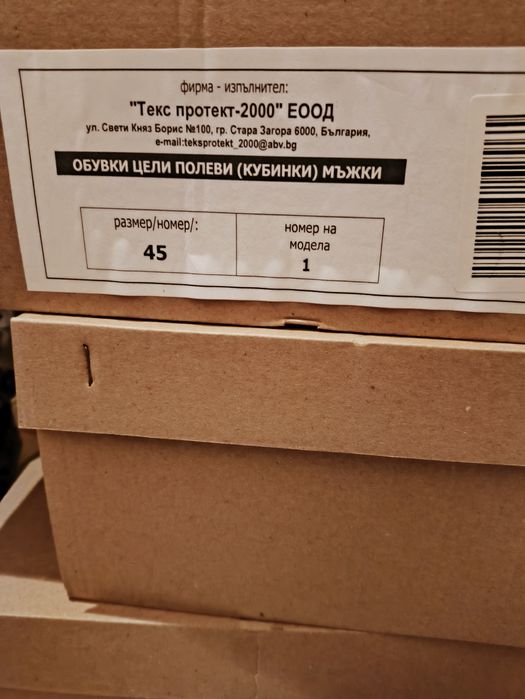 фирма - изпълнител:
"Текс протект-2000" ЕООД
ул. Свети Княз Борис №100, гр. Стара Загора 6000, България,
e-mail:teksprotekt_2000@abv.bg
ОБУВКИ ЦЕЛИ ПОЛЕВИ (КУБИНКИ) МЪЖКИ
размер/номер/:
45
номер на
модела
1